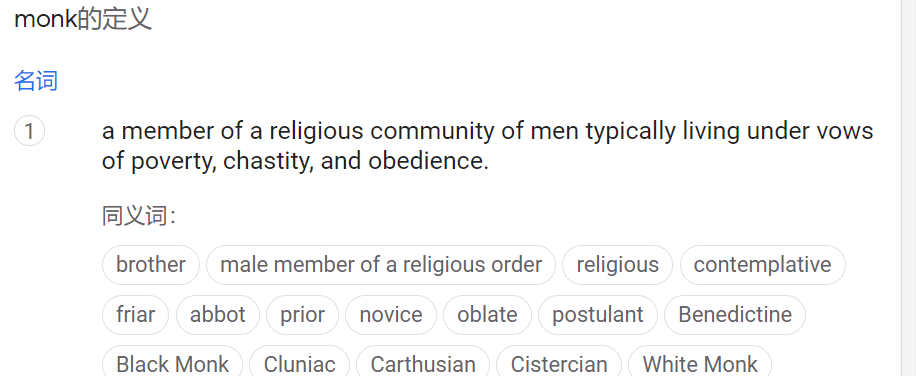 monk的定义
名词
1
a member of a religious community of men typically living under vows
of poverty, chastity, and obedience.
同义词：
brother male member of a religious order religious contemplative
friar abbot prior novice oblate postulant Benedictine
Black Monk Cluniac Carthusian Cistercian White Monk